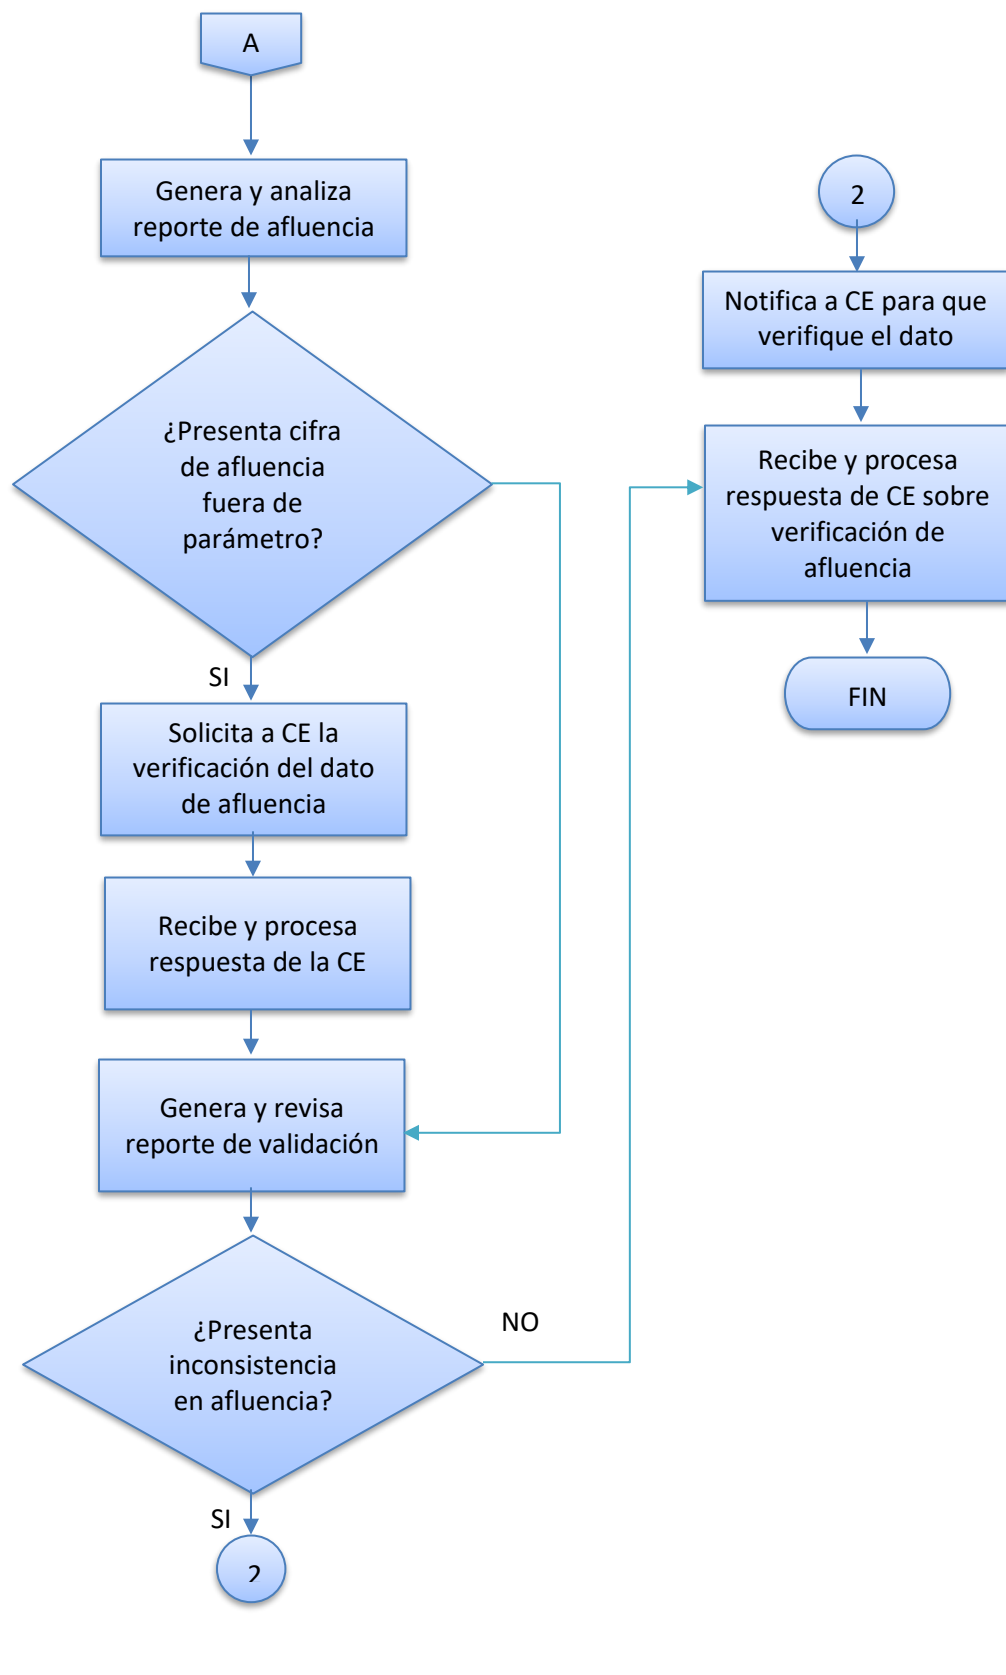 A
Genera y analiza
reporte de afluencia
¿Presenta cifra
de afluencia
fuera de
parámetro?
SI
Solicita a CE la
verificación del dato
de afluencia
Recibe y procesa
respuesta de la CE
Genera y revisa
reporte de validación
¿Presenta
inconsistencia
en afluencia?
NO
SI
2
2
Notifica a CE para que
verifique el dato
Recibe y procesa
respuesta de CE sobre
verificación de
afluencia
FIN